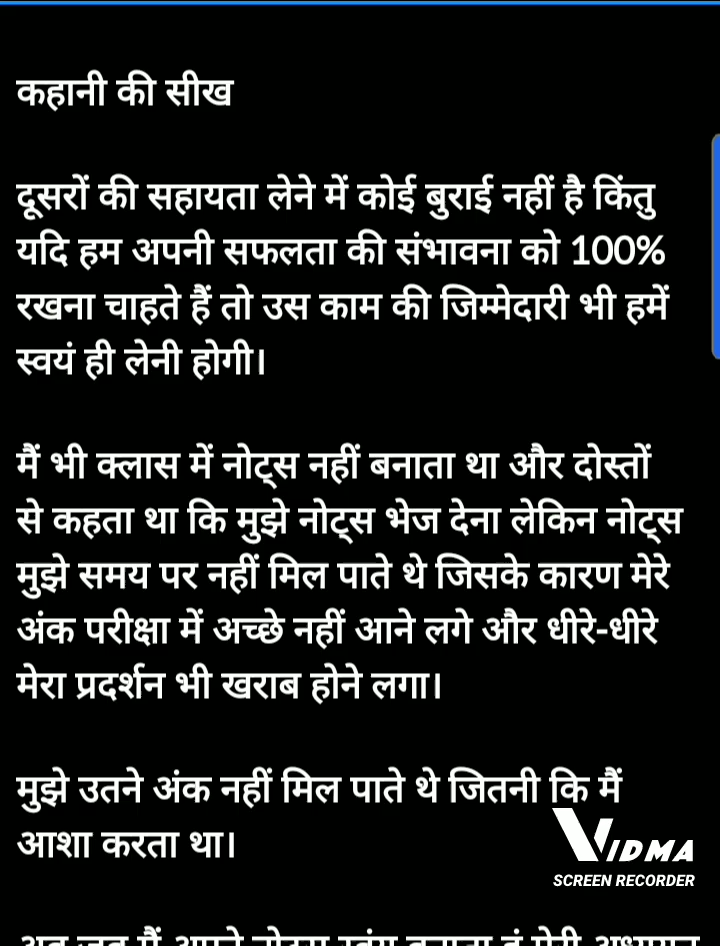 कहानी की सीख
दूसरों की सहायता लेने में कोई बुराई नहीं है किंतु
यदि हम अपनी सफलता की संभावना को 100%
रखना चाहते हैं तो उस काम की जिम्मेदारी भी हमें
स्वयं ही लेनी होगी।
मैं भी क्लास में नोट्स नहीं बनाता था और दोस्तों
से कहता था कि मुझे नोट्स भेज देना लेकिन नोट्स
मुझे समय पर नहीं मिल पाते थे जिसके कारण मेरे
अंक परीक्षा में अच्छे नहीं आने लगे और धीरे-धीरे
मेरा प्रदर्शन भी खराब होने लगा।
मुझे उतने अंक नहीं मिल पाते थे जितनी कि मैं
आशा करता था।
VIDMA
SCREEN RECORDER